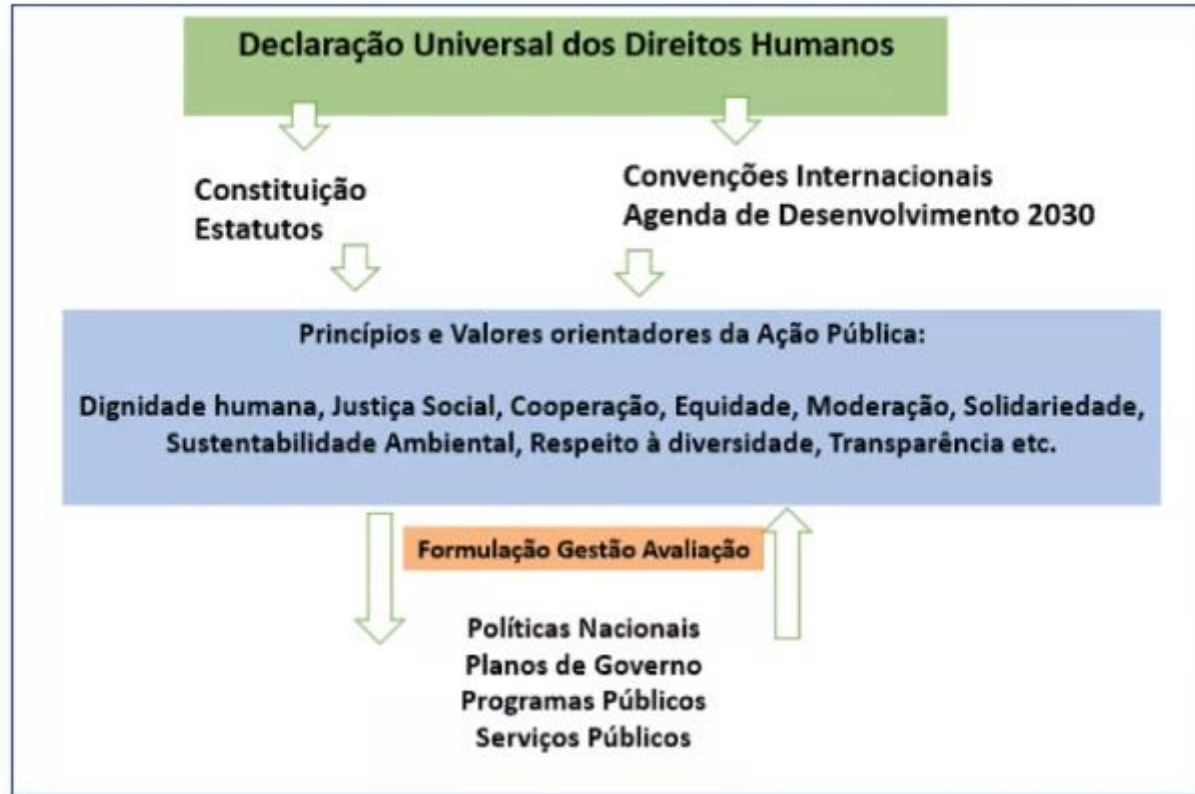 Declaração Universal dos Direitos Humanos
Constituição
Estatutos
Convenções Internacionais
Agenda de Desenvolvimento 2030
Princípios e Valores orientadores da Ação Pública:
Dignidade humana, Justiça Social, Cooperação, Equidade, Moderação, Solidariedade,
Sustentabilidade Ambiental, Respeito à diversidade, Transparência etc.
Formulação Gestão Avaliação
Políticas Nacionais
Planos de Governo
Programas Públicos
Serviços Públicos